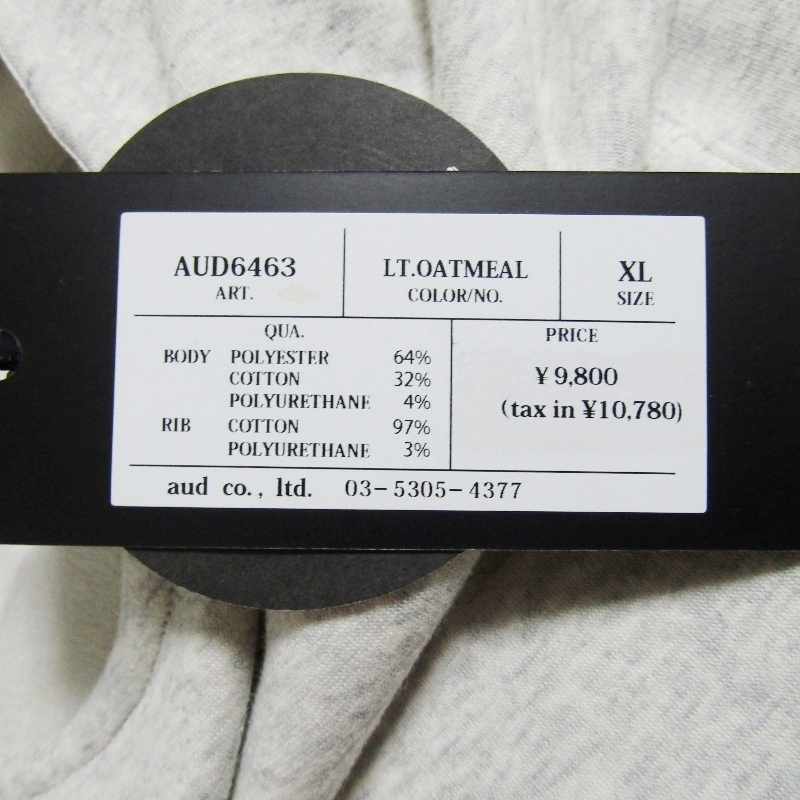 AUD6463
ART.
LT.OATMEAL
COLOR/NO.
XL
SIZE
QUA.
BODY POLYESTER 64%
COTTON 32%
POLYURETHANE 4%
RIB COTTON 97%
POLYURETHANE 3%
PRICE
¥9,800
(tax in ¥10,780)
aud co., ltd. 03-5305-4377